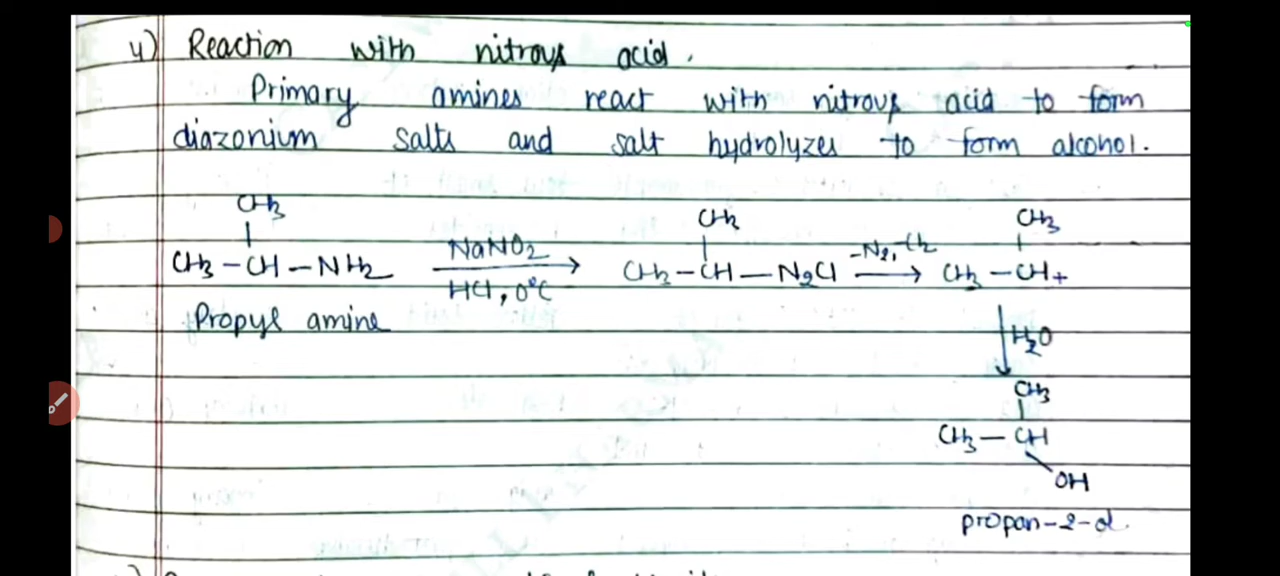 4) Reaction with nitrous acid.
Primary amines react with nitrous acid to form
diazonium salts and salt hydrolyzes to form alcohol.
CH3 CH3 CH3
CH3 - CH - NH2 NaNO2 → CH3 - CH - N2Cl -N2, -Cl2 → CH3 - CH+
HCl, 0°C
Propyl amine
↓ H2O
CH3
CH3 - CH
OH
propan-2-ol.